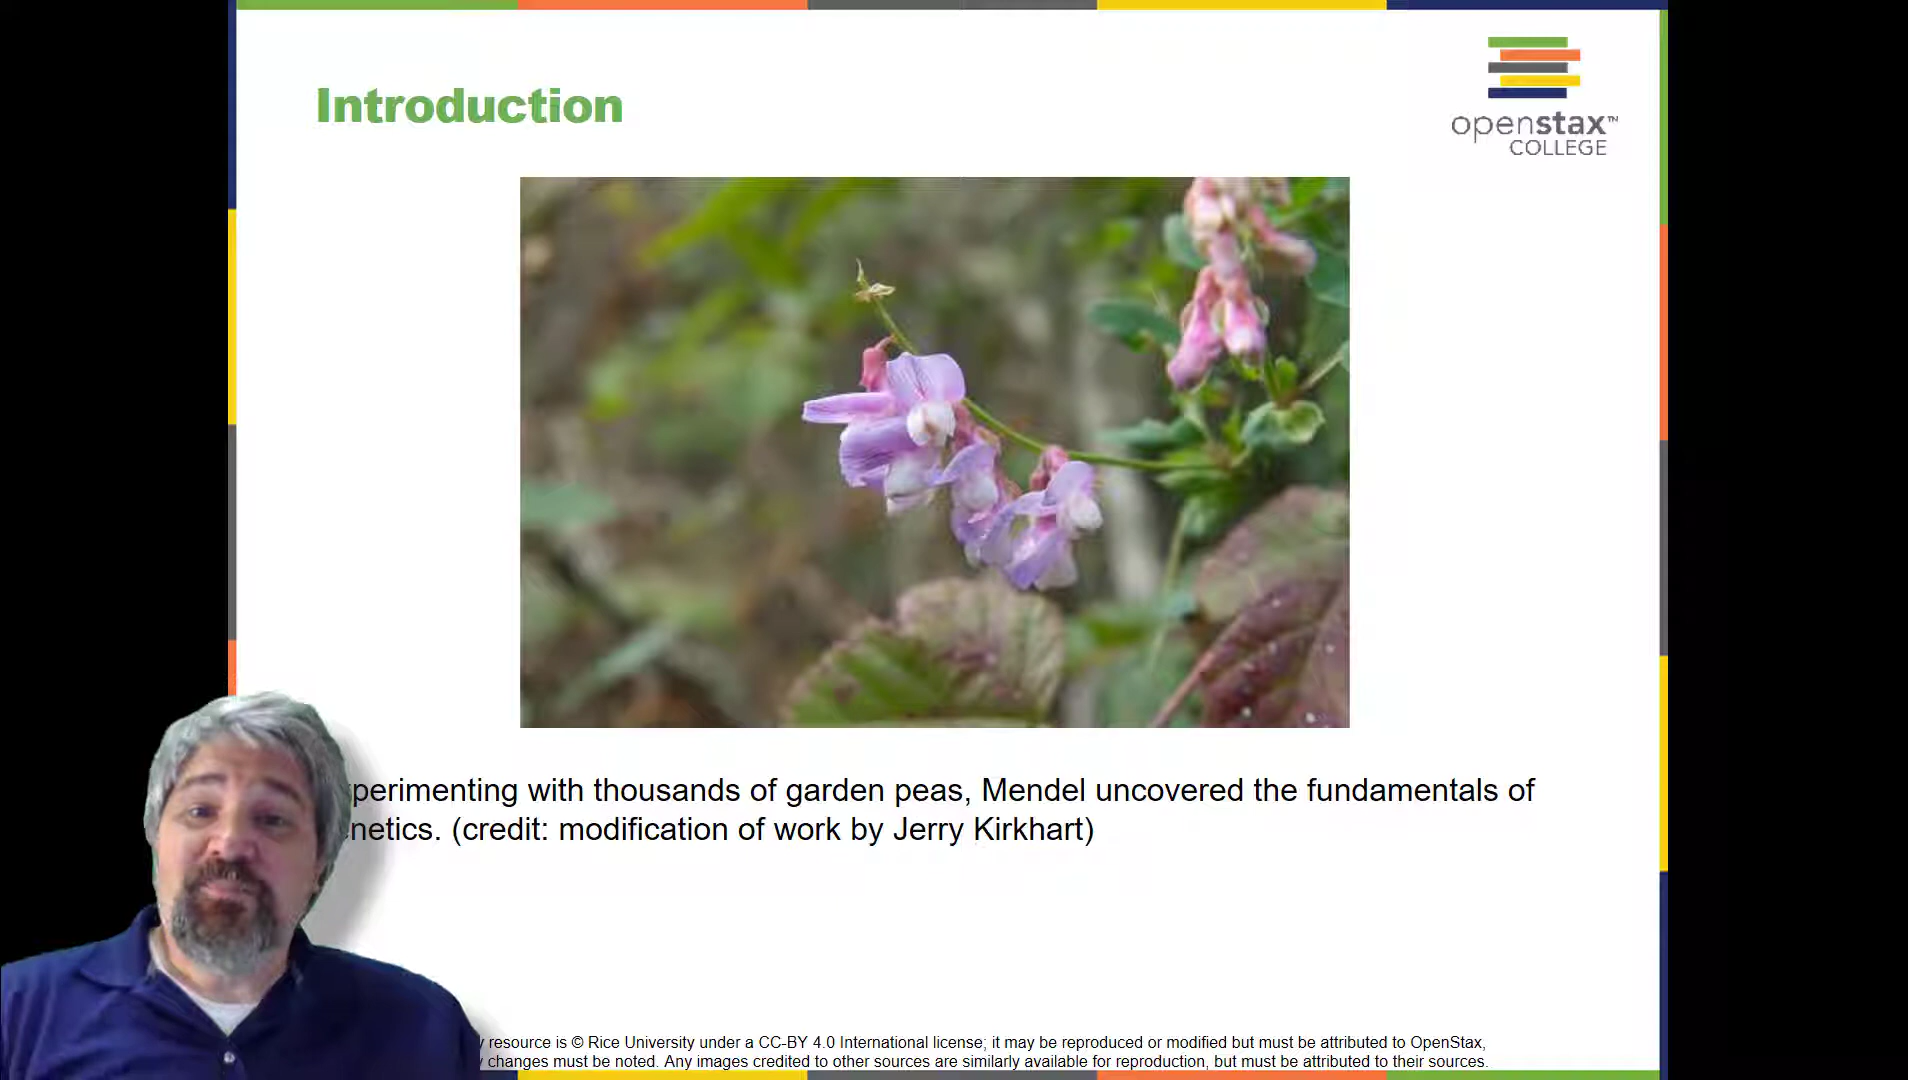 Introduction
openstax™
COLLEGE
perimenting with thousands of garden peas, Mendel uncovered the fundamentals of
netics. (credit: modification of work by Jerry Kirkhart)
resource is © Rice University under a CC-BY 4.0 International license; it may be reproduced or modified but must be attributed to OpenStax,
changes must be noted. Any images credited to other sources are similarly available for reproduction, but must be attributed to their sources.